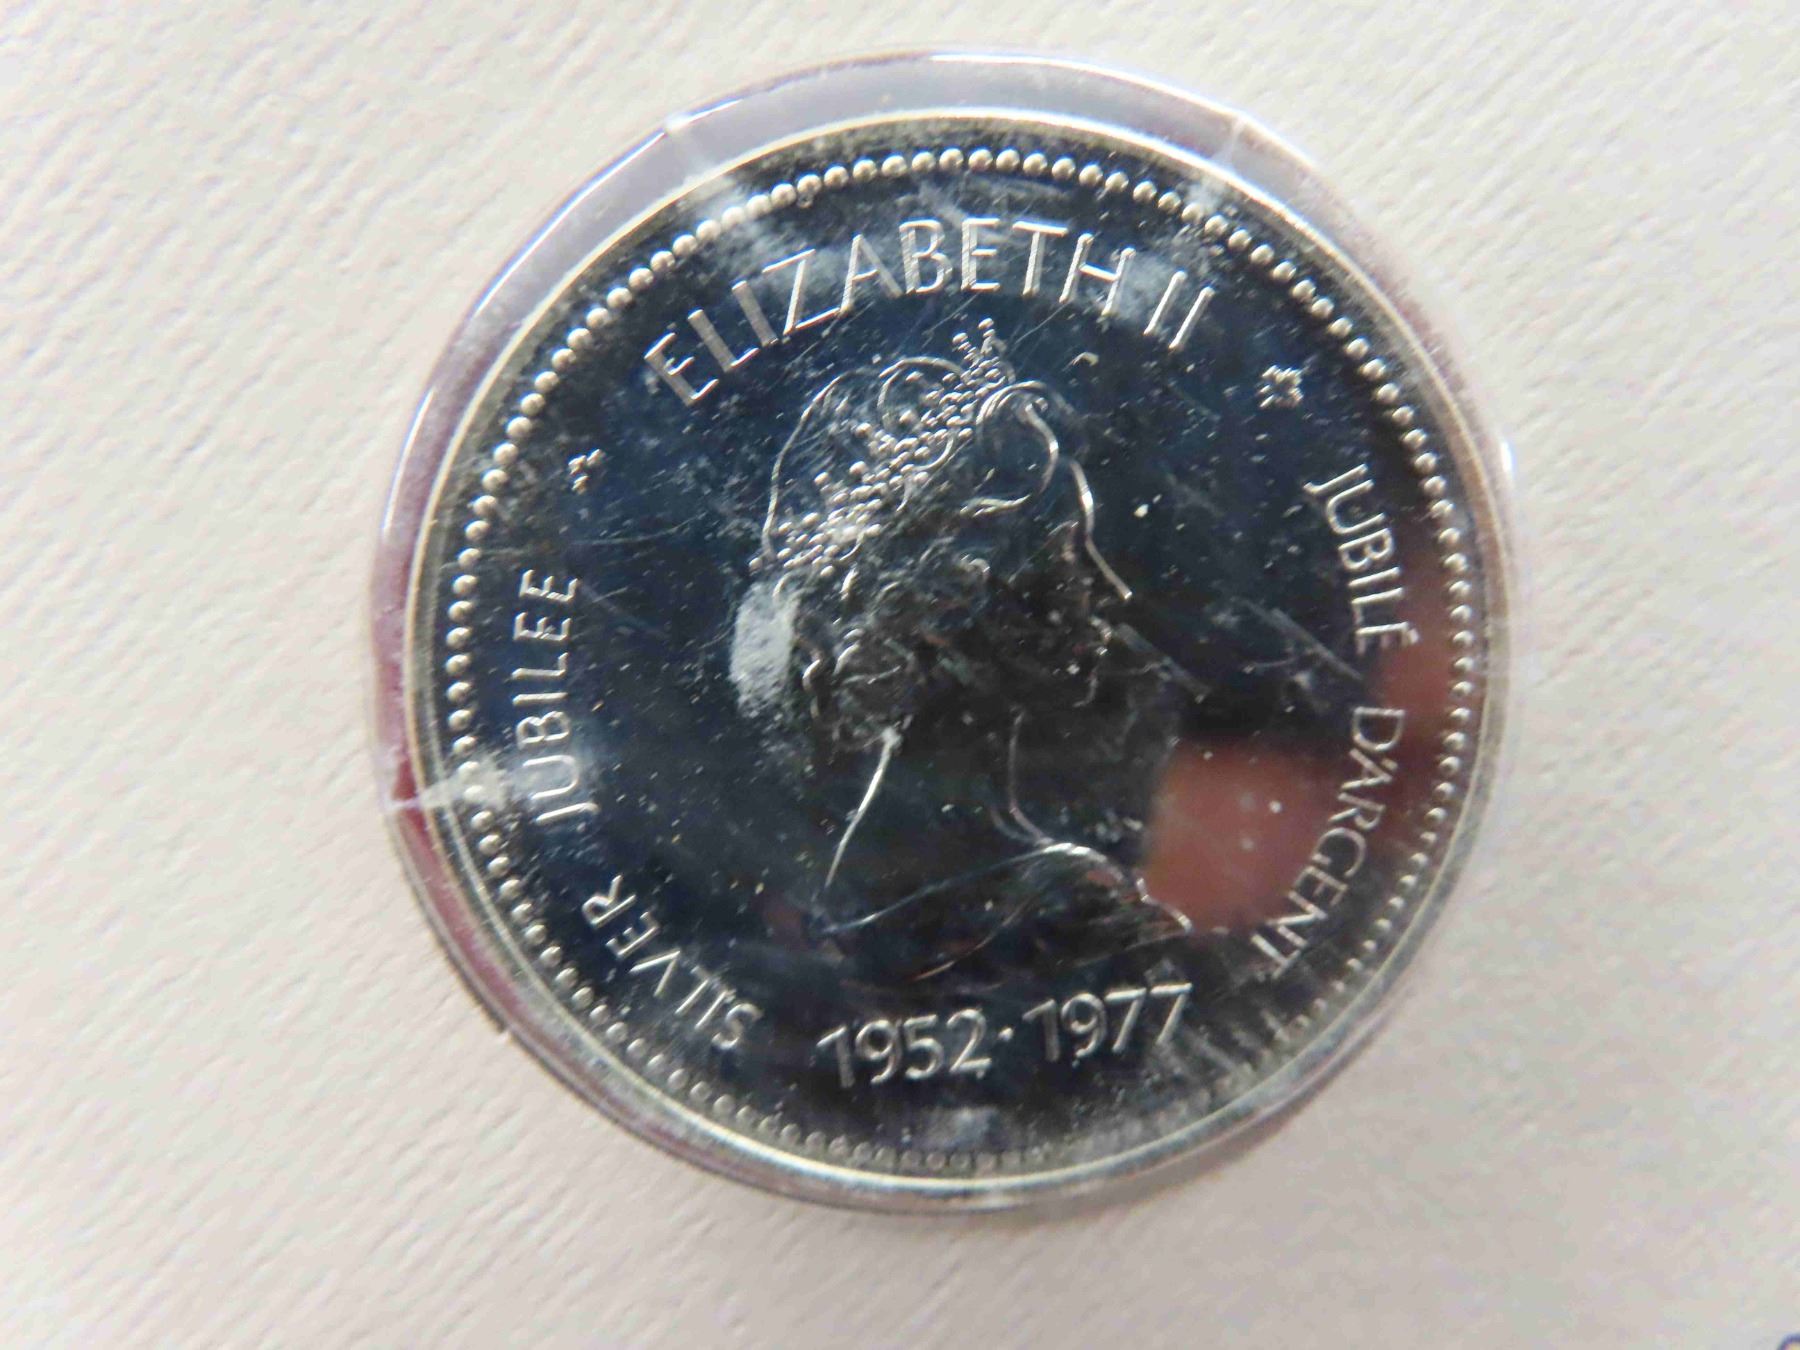 ELIZABETH II
JUBILÉ D'ARGENT
1952·1977
SILVER JUBILEE